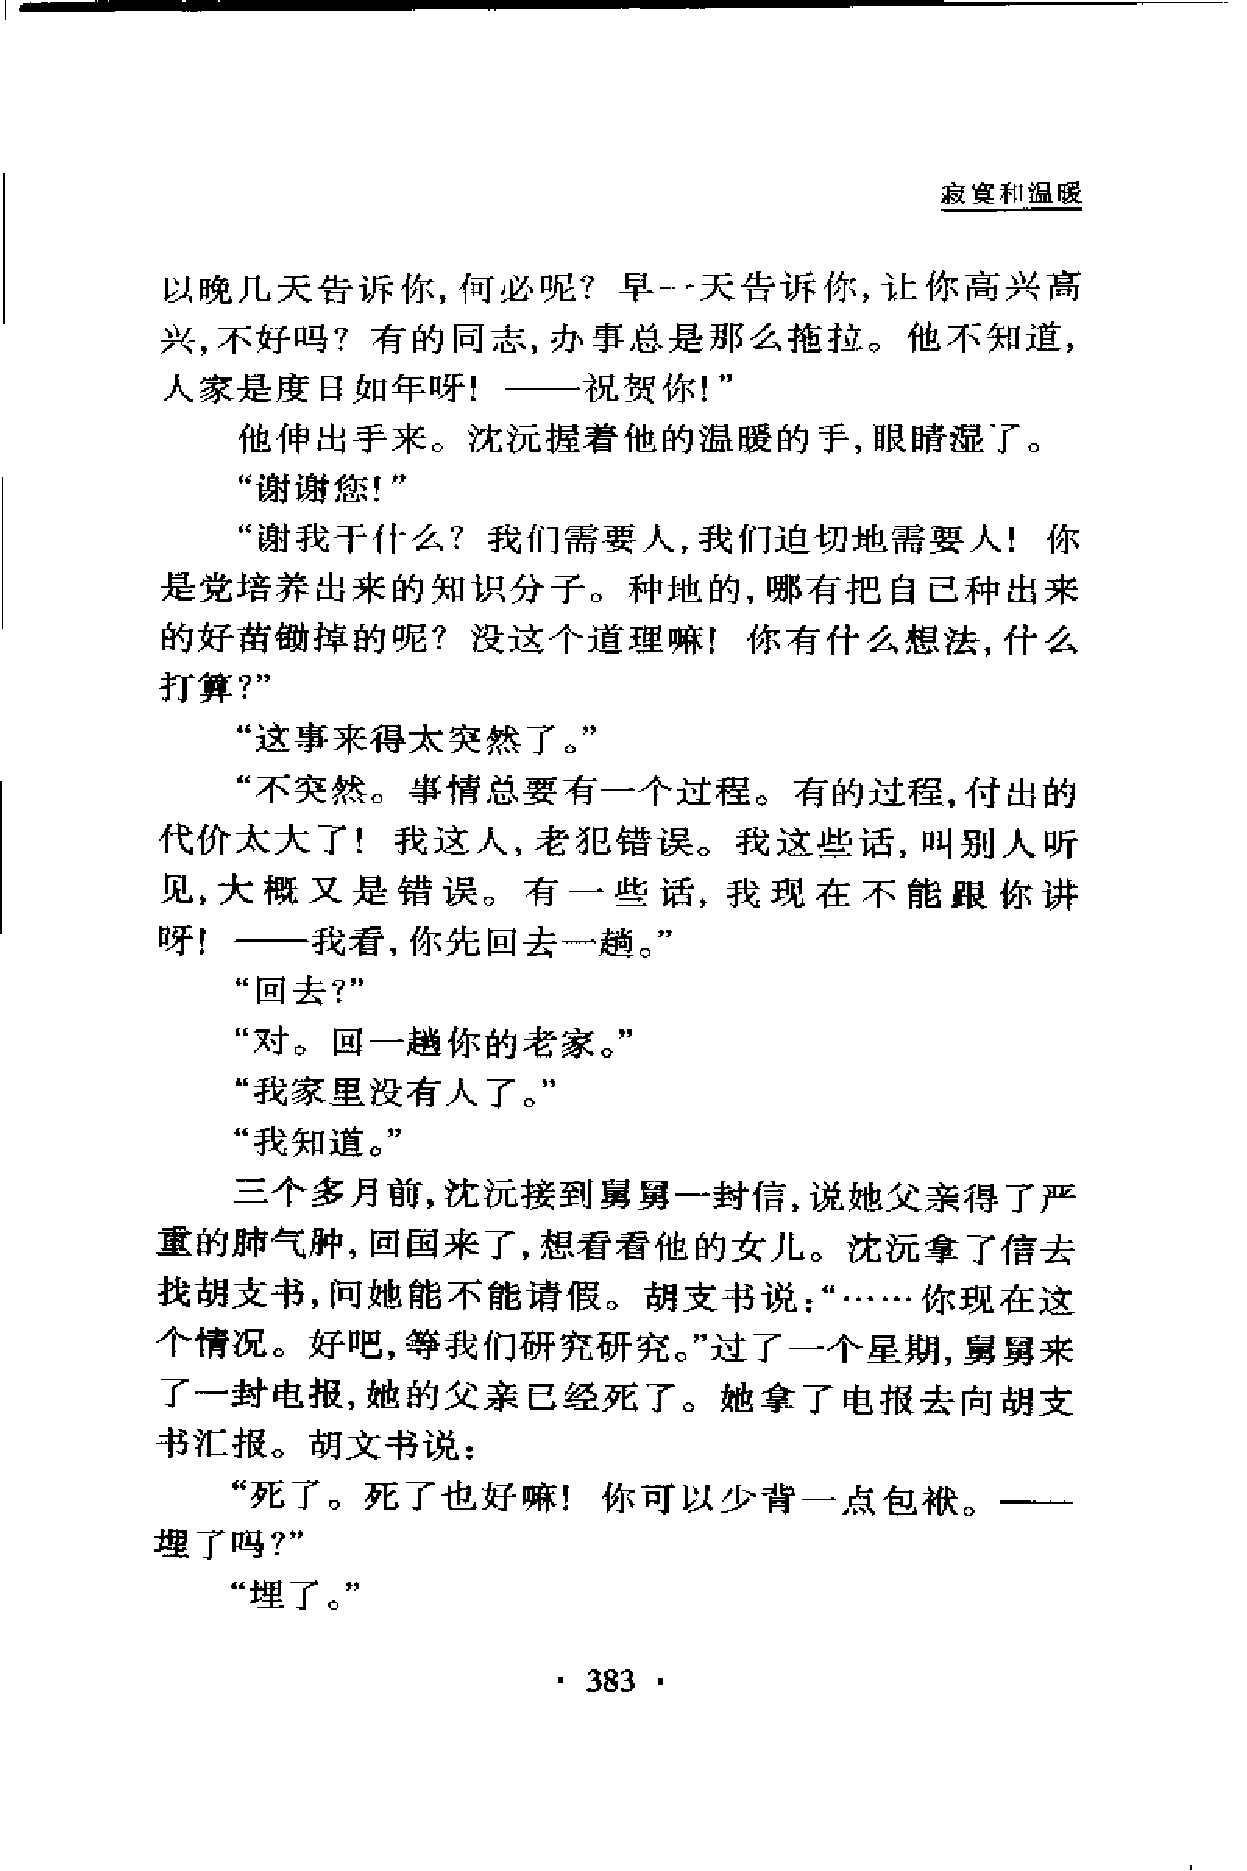 寂寞和温暖
以晚几天告诉你,何必呢? 早一天告诉你,让你高兴高
兴,不好吗? 有的同志,办事总是那么拖拉。他不知道,
人家是度日如年呀! ——祝贺你!”
他伸出手来。沈沅握着他的温暖的手,眼睛湿了。
“谢谢您!”
“谢我干什么? 我们需要人,我们迫切地需要人! 你
是党培养出来的知识分子。种地的,哪有把自己种出来
的好苗锄掉的呢? 没这个道理嘛! 你有什么想法,什么
打算?”
“这事来得太突然了。”
“不突然。事情总要有一个过程。有的过程,付出的
代价太大了! 我这人,老犯错误。我这些话,叫别人听
见,大概又是错误。有一些话,我现在不能跟你讲
呀! ——我看,你先回去一趟。”
“回去?”
“对。回一趟你的老家。”
“我家里没有人了。”
“我知道。”
三个多月前,沈沅接到舅舅一封信,说她父亲得了严
重的肺气肿,回国来了,想看看他的女儿。沈沅拿了信去
找胡支书,问她能不能请假。胡支书说:“……你现在这
个情况。好吧,等我们研究研究。”过了一个星期,舅舅来
了一封电报,她的父亲已经死了。她拿了电报去向胡支
书汇报。胡文书说:
“死了。死了也好嘛! 你可以少背一点包袱。——
埋了吗?”
“埋了。”
· 383 ·